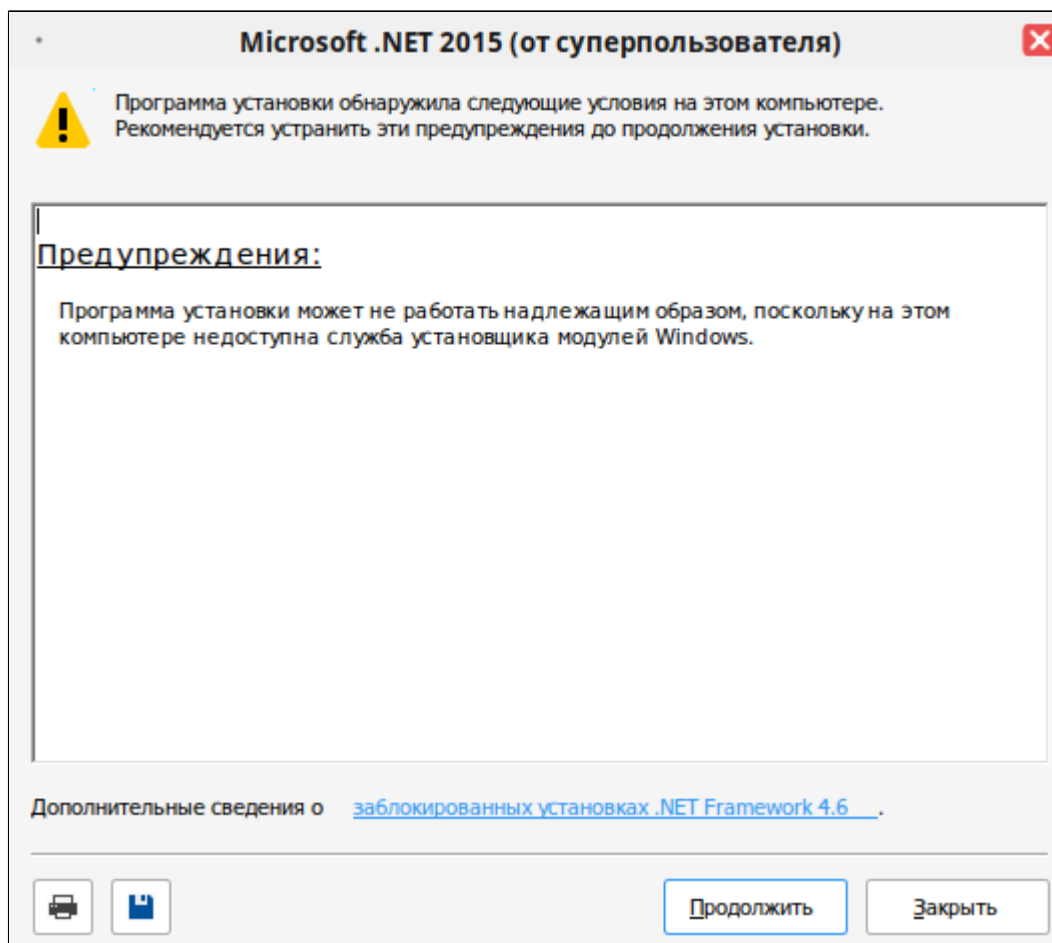 Microsoft .NET 2015 (от суперпользователя)
Программа установки обнаружила следующие условия на этом компьютере.
Рекомендуется устранить эти предупреждения до продолжения установки.
Предупреждения:
Программа установки может не работать надлежащим образом, поскольку на этом
компьютере недоступна служба установщика модулей Windows.
Дополнительные сведения о заблокированных установках .NET Framework 4.6 .
Продолжить Закрыть